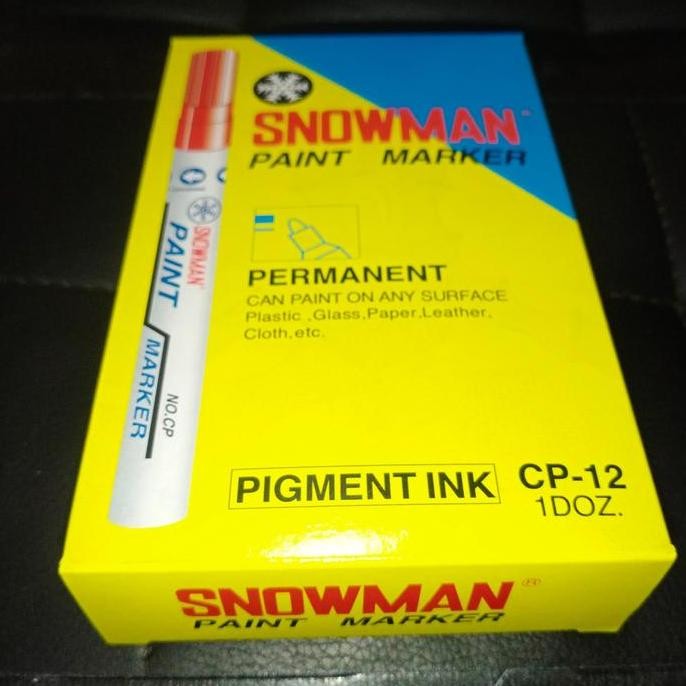 SNOWMAN
PAINT MARKER
SNOWMAN
PAINT
MARKER
NO.CP
PERMANENT
CAN PAINT ON ANY SURFACE
Plastic ,Glass,Paper,Leather,
Cloth,etc.
PIGMENT INK
CP-12
1DOZ.
SNOWMAN®
PAINT MARKER